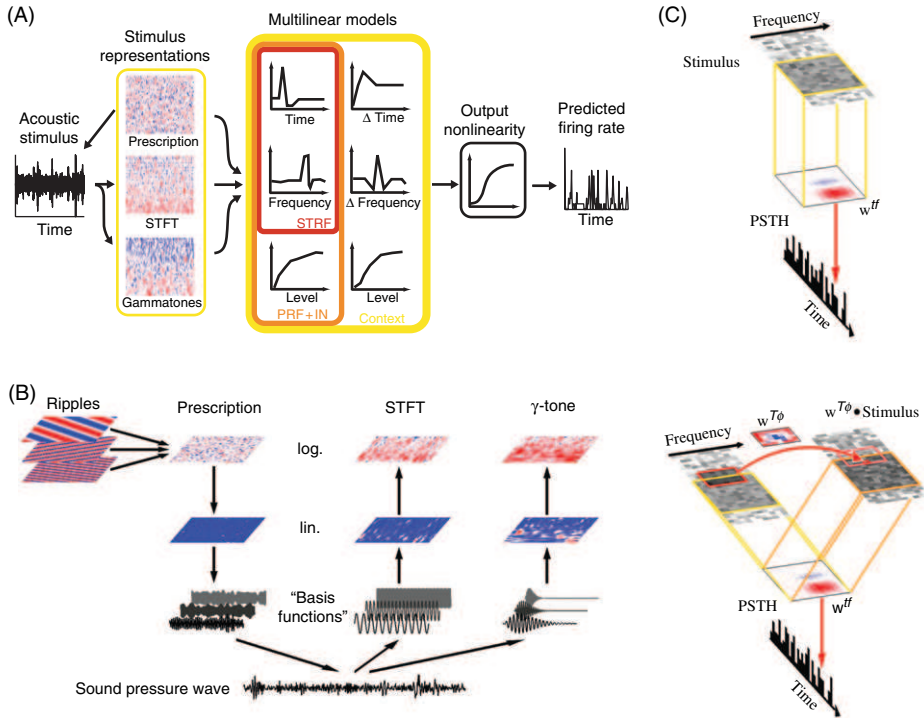 (A)
Stimulus
representations
Multilinear models
Acoustic
stimulus
Time
Prescription
STFT
Gammatones
Time
Δ Time
Frequency
Δ Frequency
STRF
Level
Level
PRF+IN
Context
Output
nonlinearity
Predicted
firing rate
Time
(B)
Ripples
Prescription
STFT
γ-tone
log.
lin.
“Basis
functions”
Sound pressure wave
(C)
Frequency
Stimulus
w^tf
PSTH
Time
Frequency
w^Tϕ
w^Tϕ • Stimulus
PSTH
w^tf
Time